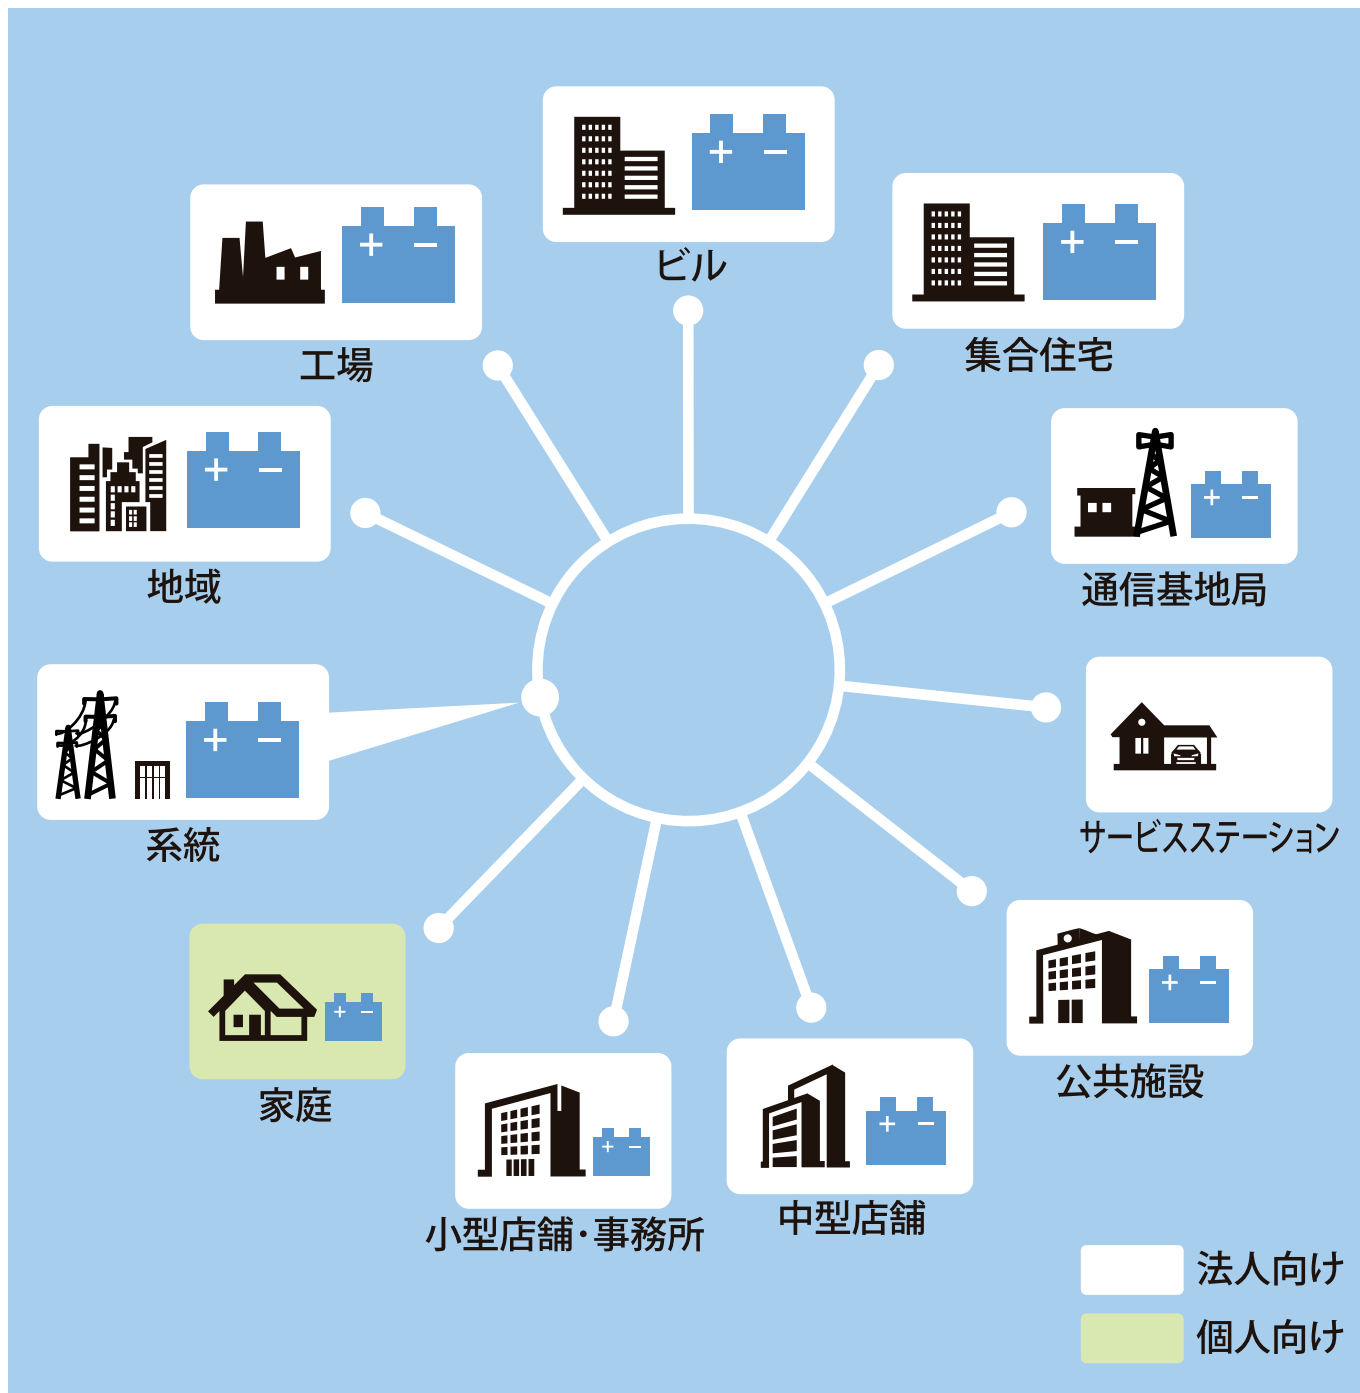 ビル
工場
集合住宅
地域
通信基地局
系統
サービスステーション
家庭
公共施設
小型店舗・事務所
中型店舗
法人向け
個人向け